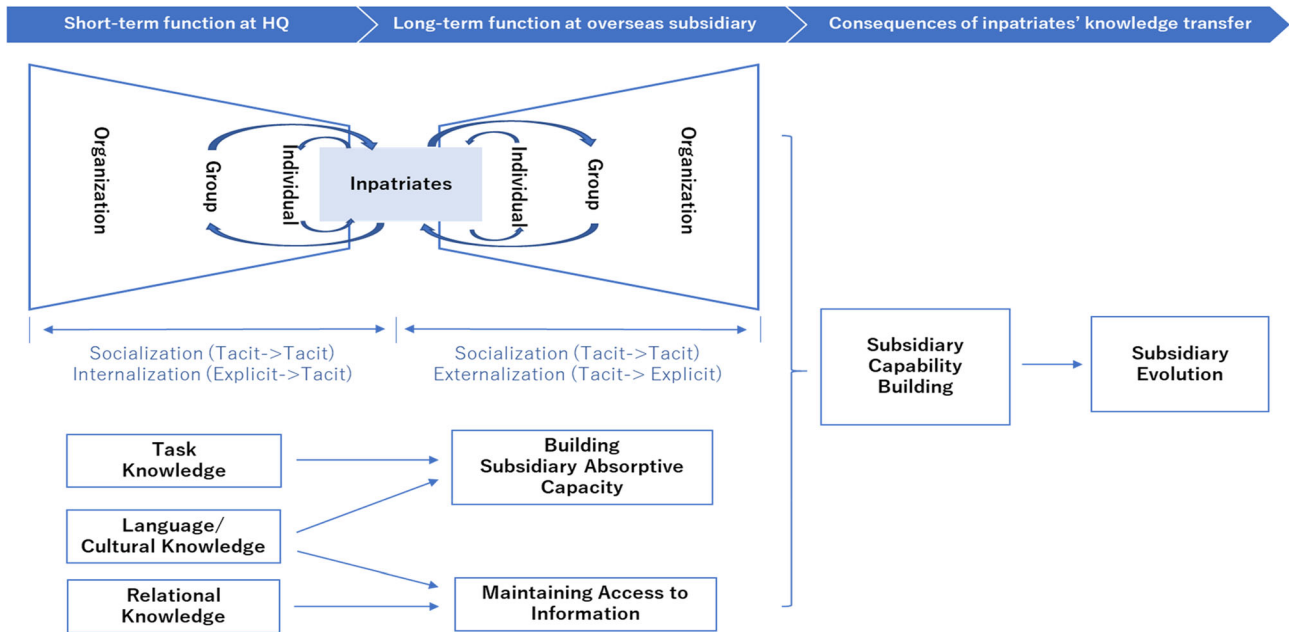 Short-term function at HQ
Long-term function at overseas subsidiary
Consequences of inpatriates' knowledge transfer
Organization
Group
Individual
Inpatriates
Individual
Group
Organization
Socialization (Tacit->Tacit)
Internalization (Explicit->Tacit)
Socialization (Tacit->Tacit)
Externalization (Tacit-> Explicit)
Subsidiary
Capability
Building
Subsidiary
Evolution
Task
Knowledge
Building
Subsidiary Absorptive
Capacity
Language/
Cultural Knowledge
Relational
Knowledge
Maintaining Access to
Information